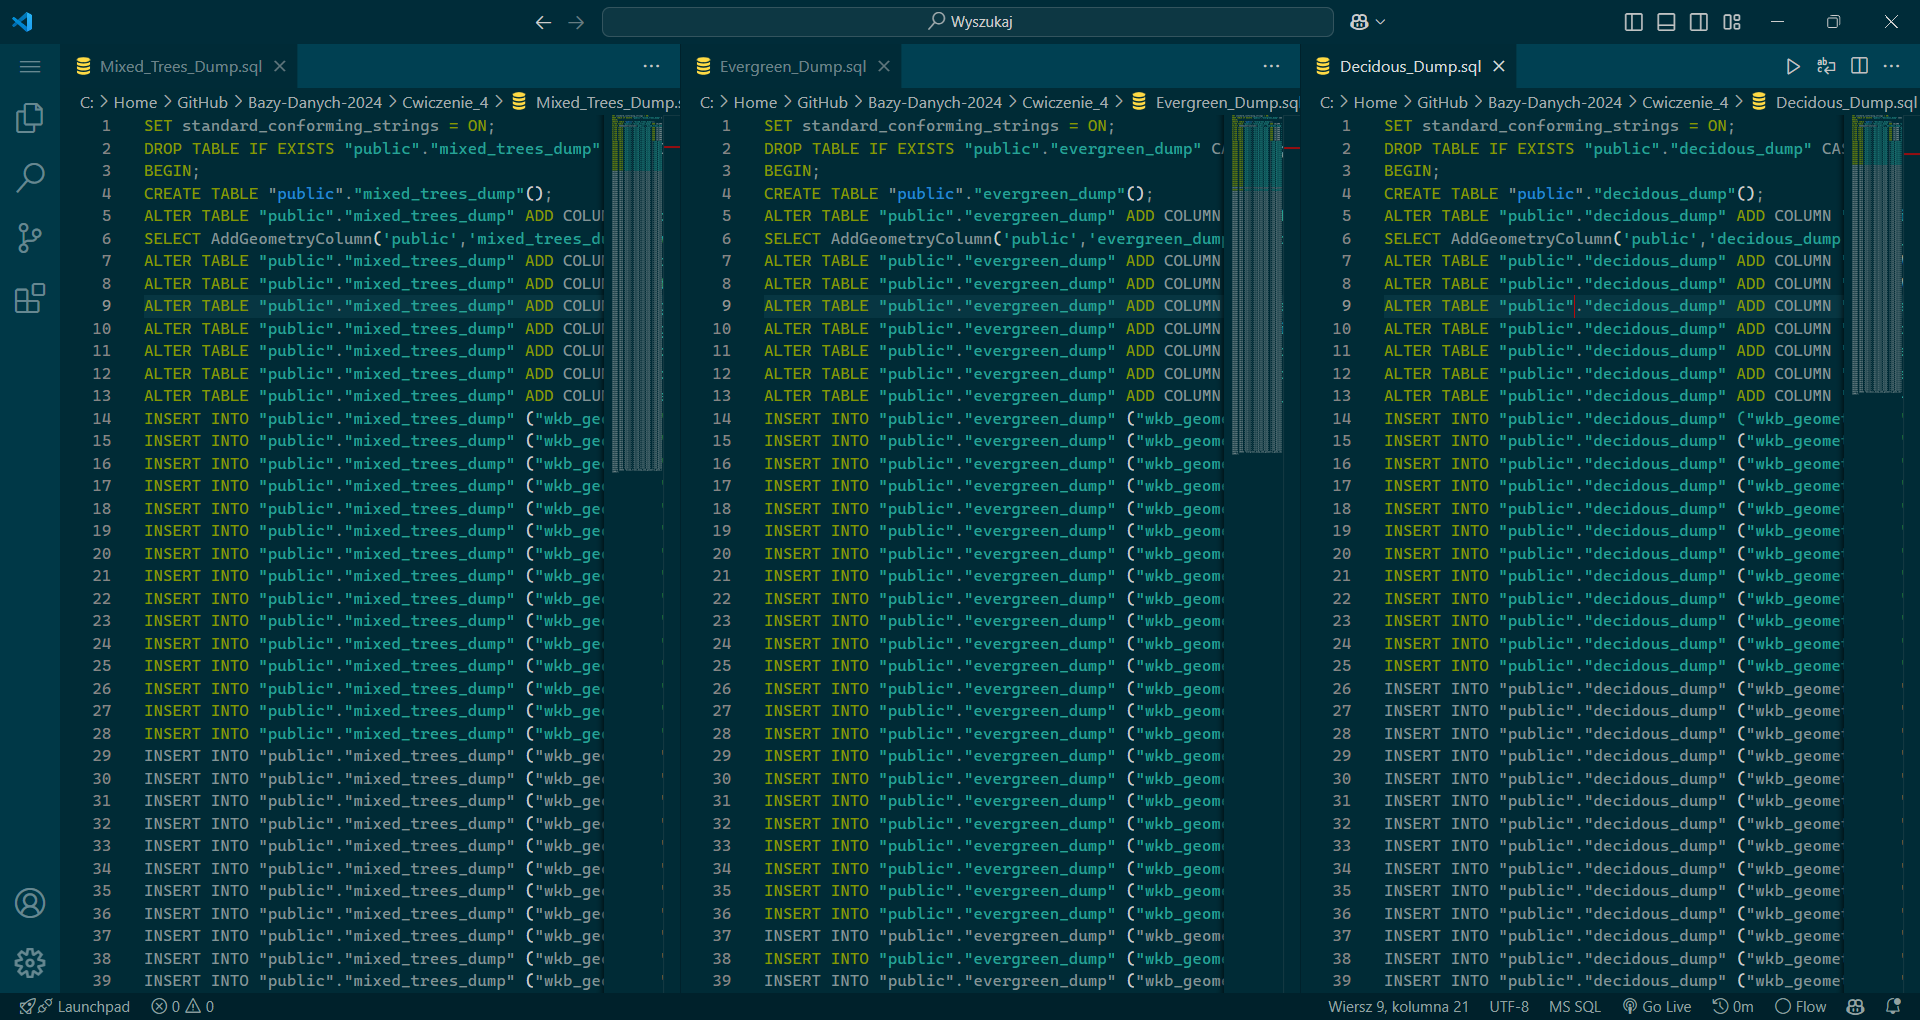 Wyszukaj
Mixed_Trees_Dump.sql
C: > Home > GitHub > Bazy-Danych-2024 > Cwiczenie_4 > Mixed_Trees_Dump.s
1 SET standard_conforming_strings = ON;
2 DROP TABLE IF EXISTS "public"."mixed_trees_dump"
3 BEGIN;
4 CREATE TABLE "public"."mixed_trees_dump"();
5 ALTER TABLE "public"."mixed_trees_dump" ADD COLU
6 SELECT AddGeometryColumn('public','mixed_trees_d
7 ALTER TABLE "public"."mixed_trees_dump" ADD COLU
8 ALTER TABLE "public"."mixed_trees_dump" ADD COLU
9 ALTER TABLE "public"."mixed_trees_dump" ADD COLU
10 ALTER TABLE "public"."mixed_trees_dump" ADD COLU
11 ALTER TABLE "public"."mixed_trees_dump" ADD COLU
12 ALTER TABLE "public"."mixed_trees_dump" ADD COLU
13 ALTER TABLE "public"."mixed_trees_dump" ADD COLU
14 INSERT INTO "public"."mixed_trees_dump" ("wkb_ge
15 INSERT INTO "public"."mixed_trees_dump" ("wkb_ge
16 INSERT INTO "public"."mixed_trees_dump" ("wkb_ge
17 INSERT INTO "public"."mixed_trees_dump" ("wkb_ge
18 INSERT INTO "public"."mixed_trees_dump" ("wkb_ge
19 INSERT INTO "public"."mixed_trees_dump" ("wkb_ge
20 INSERT INTO "public"."mixed_trees_dump" ("wkb_ge
21 INSERT INTO "public"."mixed_trees_dump" ("wkb_ge
22 INSERT INTO "public"."mixed_trees_dump" ("wkb_ge
23 INSERT INTO "public"."mixed_trees_dump" ("wkb_ge
24 INSERT INTO "public"."mixed_trees_dump" ("wkb_ge
25 INSERT INTO "public"."mixed_trees_dump" ("wkb_ge
26 INSERT INTO "public"."mixed_trees_dump" ("wkb_ge
27 INSERT INTO "public"."mixed_trees_dump" ("wkb_ge
28 INSERT INTO "public"."mixed_trees_dump" ("wkb_ge
29 INSERT INTO "public"."mixed_trees_dump" ("wkb_ge
30 INSERT INTO "public"."mixed_trees_dump" ("wkb_ge
31 INSERT INTO "public"."mixed_trees_dump" ("wkb_ge
32 INSERT INTO "public"."mixed_trees_dump" ("wkb_ge
33 INSERT INTO "public"."mixed_trees_dump" ("wkb_ge
34 INSERT INTO "public"."mixed_trees_dump" ("wkb_ge
35 INSERT INTO "public"."mixed_trees_dump" ("wkb_ge
36 INSERT INTO "public"."mixed_trees_dump" ("wkb_ge
37 INSERT INTO "public"."mixed_trees_dump" ("wkb_ge
38 INSERT INTO "public"."mixed_trees_dump" ("wkb_ge
39 INSERT INTO "public"."mixed_trees_dump" ("wkb_ge
Evergreen_Dump.sql
C: > Home > GitHub > Bazy-Danych-2024 > Cwiczenie_4 > Evergreen_Dump.sql
1 SET standard_conforming_strings = ON;
2 DROP TABLE IF EXISTS "public"."evergreen_dump" CA
3 BEGIN;
4 CREATE TABLE "public"."evergreen_dump"();
5 ALTER TABLE "public"."evergreen_dump" ADD COLUMN
6 SELECT AddGeometryColumn('public','evergreen_dum
7 ALTER TABLE "public"."evergreen_dump" ADD COLUMN
8 ALTER TABLE "public"."evergreen_dump" ADD COLUMN
9 ALTER TABLE "public"."evergreen_dump" ADD COLUMN
10 ALTER TABLE "public"."evergreen_dump" ADD COLUMN
11 ALTER TABLE "public"."evergreen_dump" ADD COLUMN
12 ALTER TABLE "public"."evergreen_dump" ADD COLUMN
13 ALTER TABLE "public"."evergreen_dump" ADD COLUMN
14 INSERT INTO "public"."evergreen_dump" ("wkb_geom
15 INSERT INTO "public"."evergreen_dump" ("wkb_geom
16 INSERT INTO "public"."evergreen_dump" ("wkb_geom
17 INSERT INTO "public"."evergreen_dump" ("wkb_geom
18 INSERT INTO "public"."evergreen_dump" ("wkb_geom
19 INSERT INTO "public"."evergreen_dump" ("wkb_geom
20 INSERT INTO "public"."evergreen_dump" ("wkb_geom
21 INSERT INTO "public"."evergreen_dump" ("wkb_geom
22 INSERT INTO "public"."evergreen_dump" ("wkb_geom
23 INSERT INTO "public"."evergreen_dump" ("wkb_geom
24 INSERT INTO "public"."evergreen_dump" ("wkb_geom
25 INSERT INTO "public"."evergreen_dump" ("wkb_geom
26 INSERT INTO "public"."evergreen_dump" ("wkb_geom
27 INSERT INTO "public"."evergreen_dump" ("wkb_geom
28 INSERT INTO "public"."evergreen_dump" ("wkb_geom
29 INSERT INTO "public"."evergreen_dump" ("wkb_geom
30 INSERT INTO "public"."evergreen_dump" ("wkb_geom
31 INSERT INTO "public"."evergreen_dump" ("wkb_geom
32 INSERT INTO "public"."evergreen_dump" ("wkb_geom
33 INSERT INTO "public"."evergreen_dump" ("wkb_geom
34 INSERT INTO "public"."evergreen_dump" ("wkb_geom
35 INSERT INTO "public"."evergreen_dump" ("wkb_geom
36 INSERT INTO "public"."evergreen_dump" ("wkb_geom
37 INSERT INTO "public"."evergreen_dump" ("wkb_geom
38 INSERT INTO "public"."evergreen_dump" ("wkb_geom
39 INSERT INTO "public"."evergreen_dump" ("wkb_geom
Decidous_Dump.sql
C: > Home > GitHub > Bazy-Danych-2024 > Cwiczenie_4 > Decidous_Dump.sql
1 SET standard_conforming_strings = ON;
2 DROP TABLE IF EXISTS "public"."decidous_dump" CAS
3 BEGIN;
4 CREATE TABLE "public"."decidous_dump"();
5 ALTER TABLE "public"."decidous_dump" ADD COLUMN
6 SELECT AddGeometryColumn('public','decidous_dump
7 ALTER TABLE "public"."decidous_dump" ADD COLUMN
8 ALTER TABLE "public"."decidous_dump" ADD COLUMN
9 ALTER TABLE "public"."decidous_dump" ADD COLUMN
10 ALTER TABLE "public"."decidous_dump" ADD COLUMN
11 ALTER TABLE "public"."decidous_dump" ADD COLUMN
12 ALTER TABLE "public"."decidous_dump" ADD COLUMN
13 ALTER TABLE "public"."decidous_dump" ADD COLUMN
14 INSERT INTO "public"."decidous_dump" ("wkb_geome
15 INSERT INTO "public"."decidous_dump" ("wkb_geome
16 INSERT INTO "public"."decidous_dump" ("wkb_geome
17 INSERT INTO "public"."decidous_dump" ("wkb_geome
18 INSERT INTO "public"."decidous_dump" ("wkb_geome
19 INSERT INTO "public"."decidous_dump" ("wkb_geome
20 INSERT INTO "public"."decidous_dump" ("wkb_geome
21 INSERT INTO "public"."decidous_dump" ("wkb_geome
22 INSERT INTO "public"."decidous_dump" ("wkb_geome
23 INSERT INTO "public"."decidous_dump" ("wkb_geome
24 INSERT INTO "public"."decidous_dump" ("wkb_geome
25 INSERT INTO "public"."decidous_dump" ("wkb_geome
26 INSERT INTO "public"."decidous_dump" ("wkb_geome
27 INSERT INTO "public"."decidous_dump" ("wkb_geome
28 INSERT INTO "public"."decidous_dump" ("wkb_geome
29 INSERT INTO "public"."decidous_dump" ("wkb_geome
30 INSERT INTO "public"."decidous_dump" ("wkb_geome
31 INSERT INTO "public"."decidous_dump" ("wkb_geome
32 INSERT INTO "public"."decidous_dump" ("wkb_geome
33 INSERT INTO "public"."decidous_dump" ("wkb_geome
34 INSERT INTO "public"."decidous_dump" ("wkb_geome
35 INSERT INTO "public"."decidous_dump" ("wkb_geome
36 INSERT INTO "public"."decidous_dump" ("wkb_geome
37 INSERT INTO "public"."decidous_dump" ("wkb_geome
38 INSERT INTO "public"."decidous_dump" ("wkb_geome
39 INSERT INTO "public"."decidous_dump" ("wkb_geome
Launchpad 0 0 Wiersz 9, kolumna 21 UTF-8 MS SQL Go Live 0m Flow